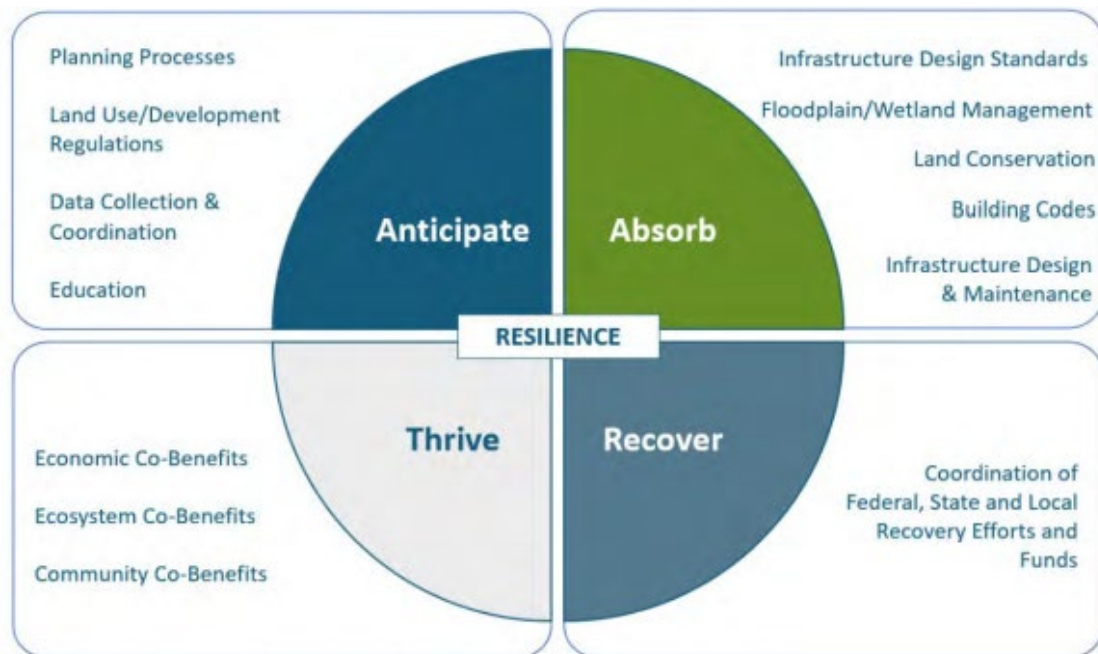 Planning Processes
Land Use/Development
Regulations
Data Collection &
Coordination
Education
Anticipate
Absorb
Infrastructure Design Standards
Floodplain/Wetland Management
Land Conservation
Building Codes
Infrastructure Design
& Maintenance
RESILIENCE
Economic Co-Benefits
Ecosystem Co-Benefits
Community Co-Benefits
Thrive
Recover
Coordination of
Federal, State and Local
Recovery Efforts and
Funds